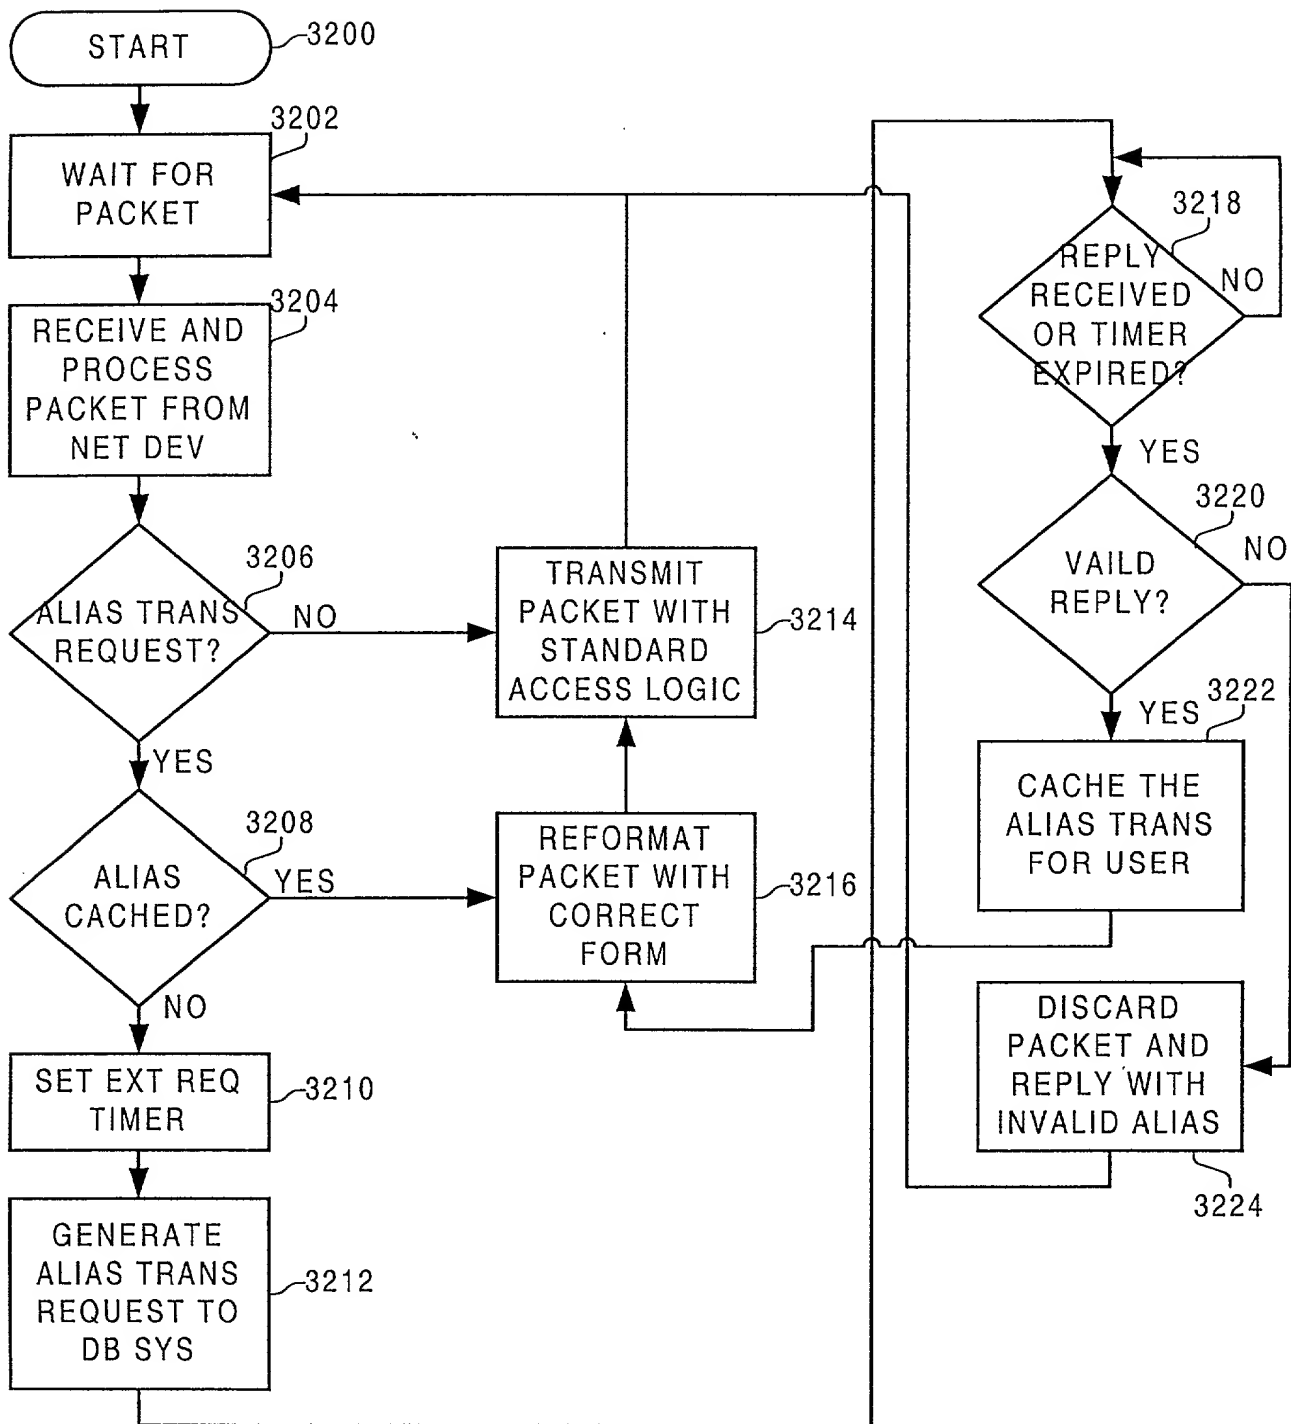 START
3200
3202
WAIT FOR
PACKET
3204
RECEIVE AND
PROCESS
PACKET FROM
NET DEV
3206
ALIAS TRANS
REQUEST?
NO
YES
3208
ALIAS
CACHED?
YES
NO
SET EXT REQ
TIMER
3210
GENERATE
ALIAS TRANS
REQUEST TO
DB SYS
3212
TRANSMIT
PACKET WITH
STANDARD
ACCESS LOGIC
3214
REFORMAT
PACKET WITH
CORRECT
FORM
3216
3218
REPLY
RECEIVED
OR TIMER
EXPIRED?
NO
YES
3220
VAILD
REPLY?
NO
YES
3222
CACHE THE
ALIAS TRANS
FOR USER
DISCARD
PACKET AND
REPLY WITH
INVALID ALIAS
3224